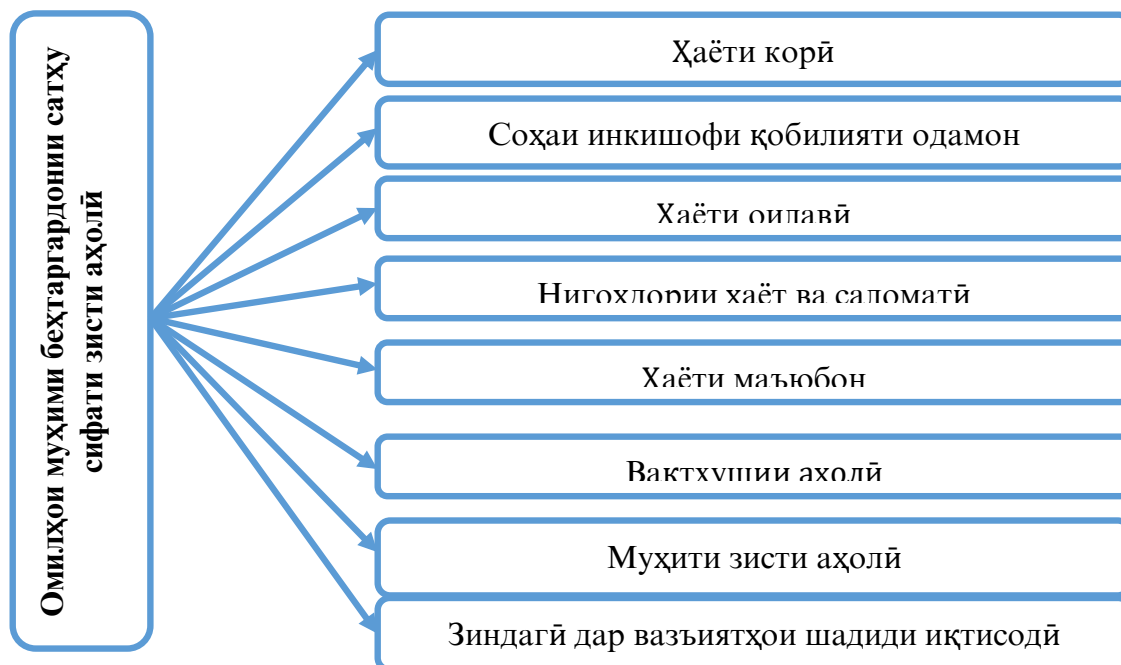 Омилҳои муҳими беҳтаргардонии сатҳу
сифати зисти аҳолӣ
Ҳаёти корӣ
Соҳаи инкишофи қобилияти одамон
Ҳаёти оилавӣ
Нигоҳдории ҳаёт ва саломатӣ
Ҳаёти маъюбон
Вақтхушии аҳолӣ
Муҳити зисти аҳолӣ
Зиндагӣ дар вазъиятҳои шадиди иқтисодӣ